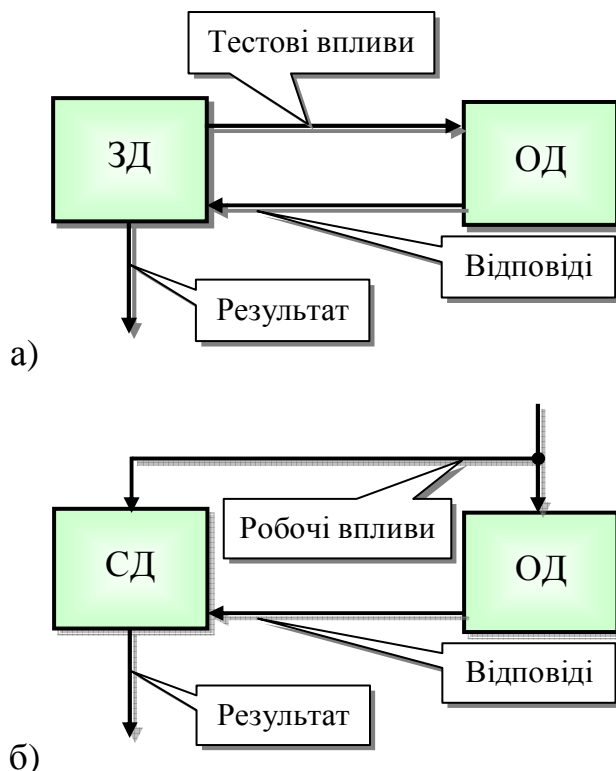 Тестові впливи
ЗД
ОД
Відповіді
Результат
а)
Робочі впливи
СД
ОД
Відповіді
Результат
б)